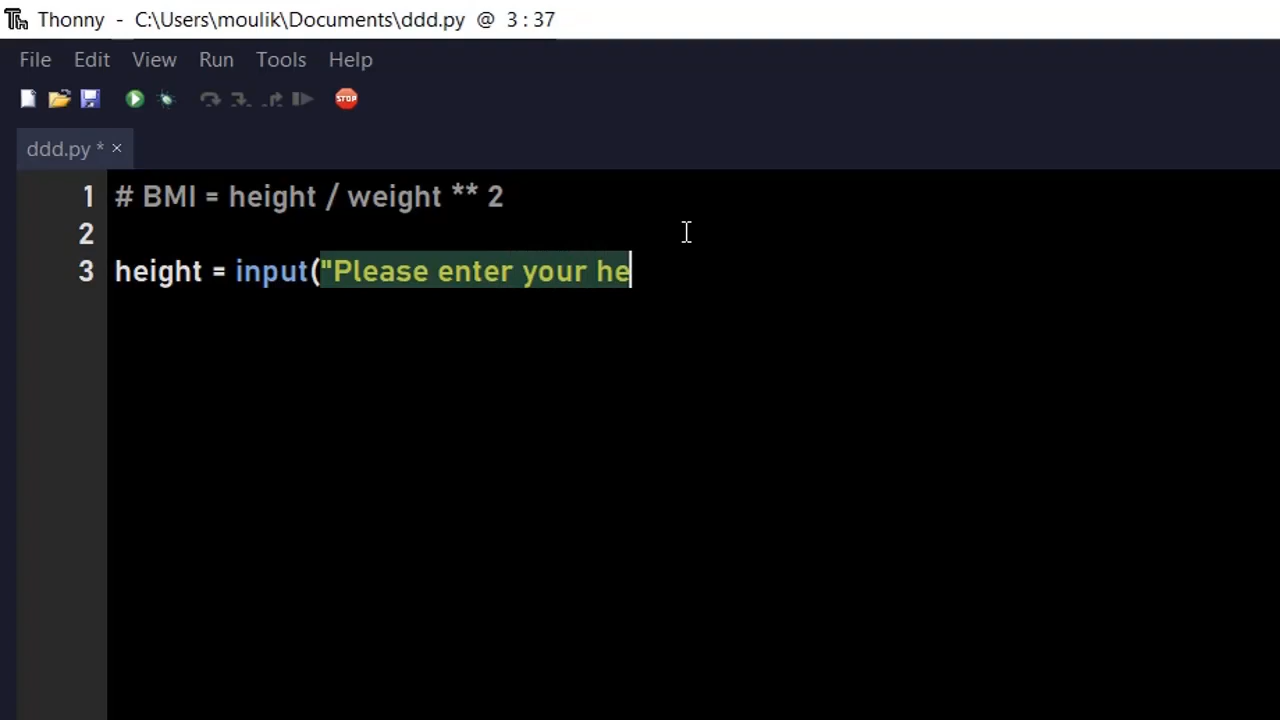 Thonny - C:\Users\moulik\Documents\ddd.py @ 3 : 37
File Edit View Run Tools Help
STOP
ddd.py * ×
1 # BMI = height / weight ** 2
2
3 height = input("Please enter your he